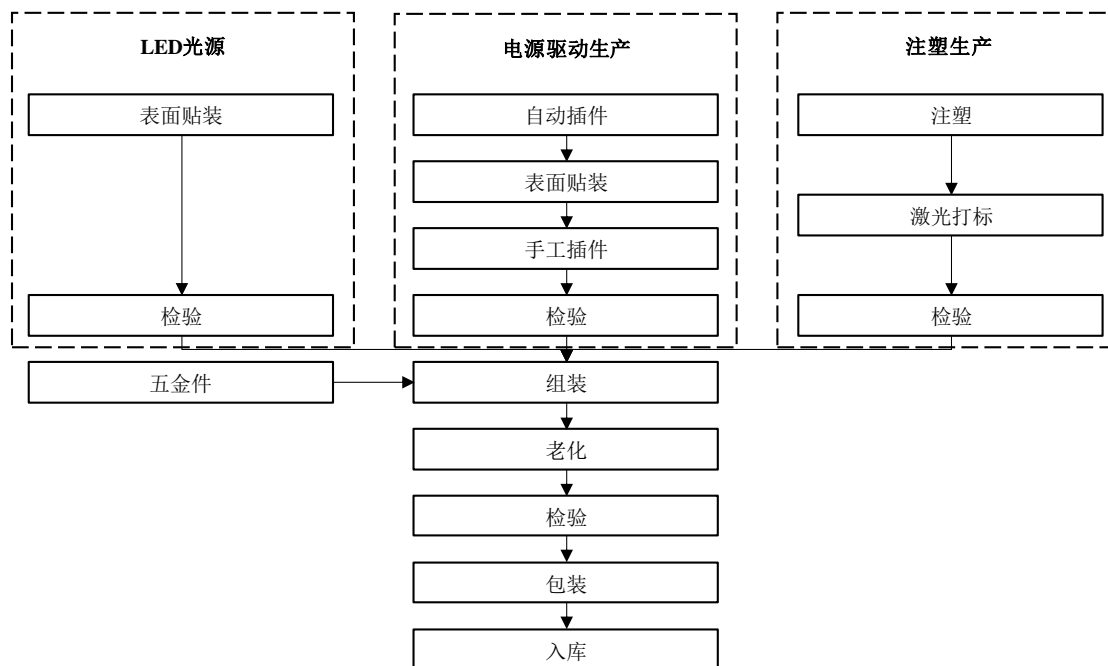 LED光源
电源驱动生产
注塑生产
表面贴装
自动插件
注塑
表面贴装
激光打标
手工插件
检验
检验
检验
五金件
组装
老化
检验
包装
入库